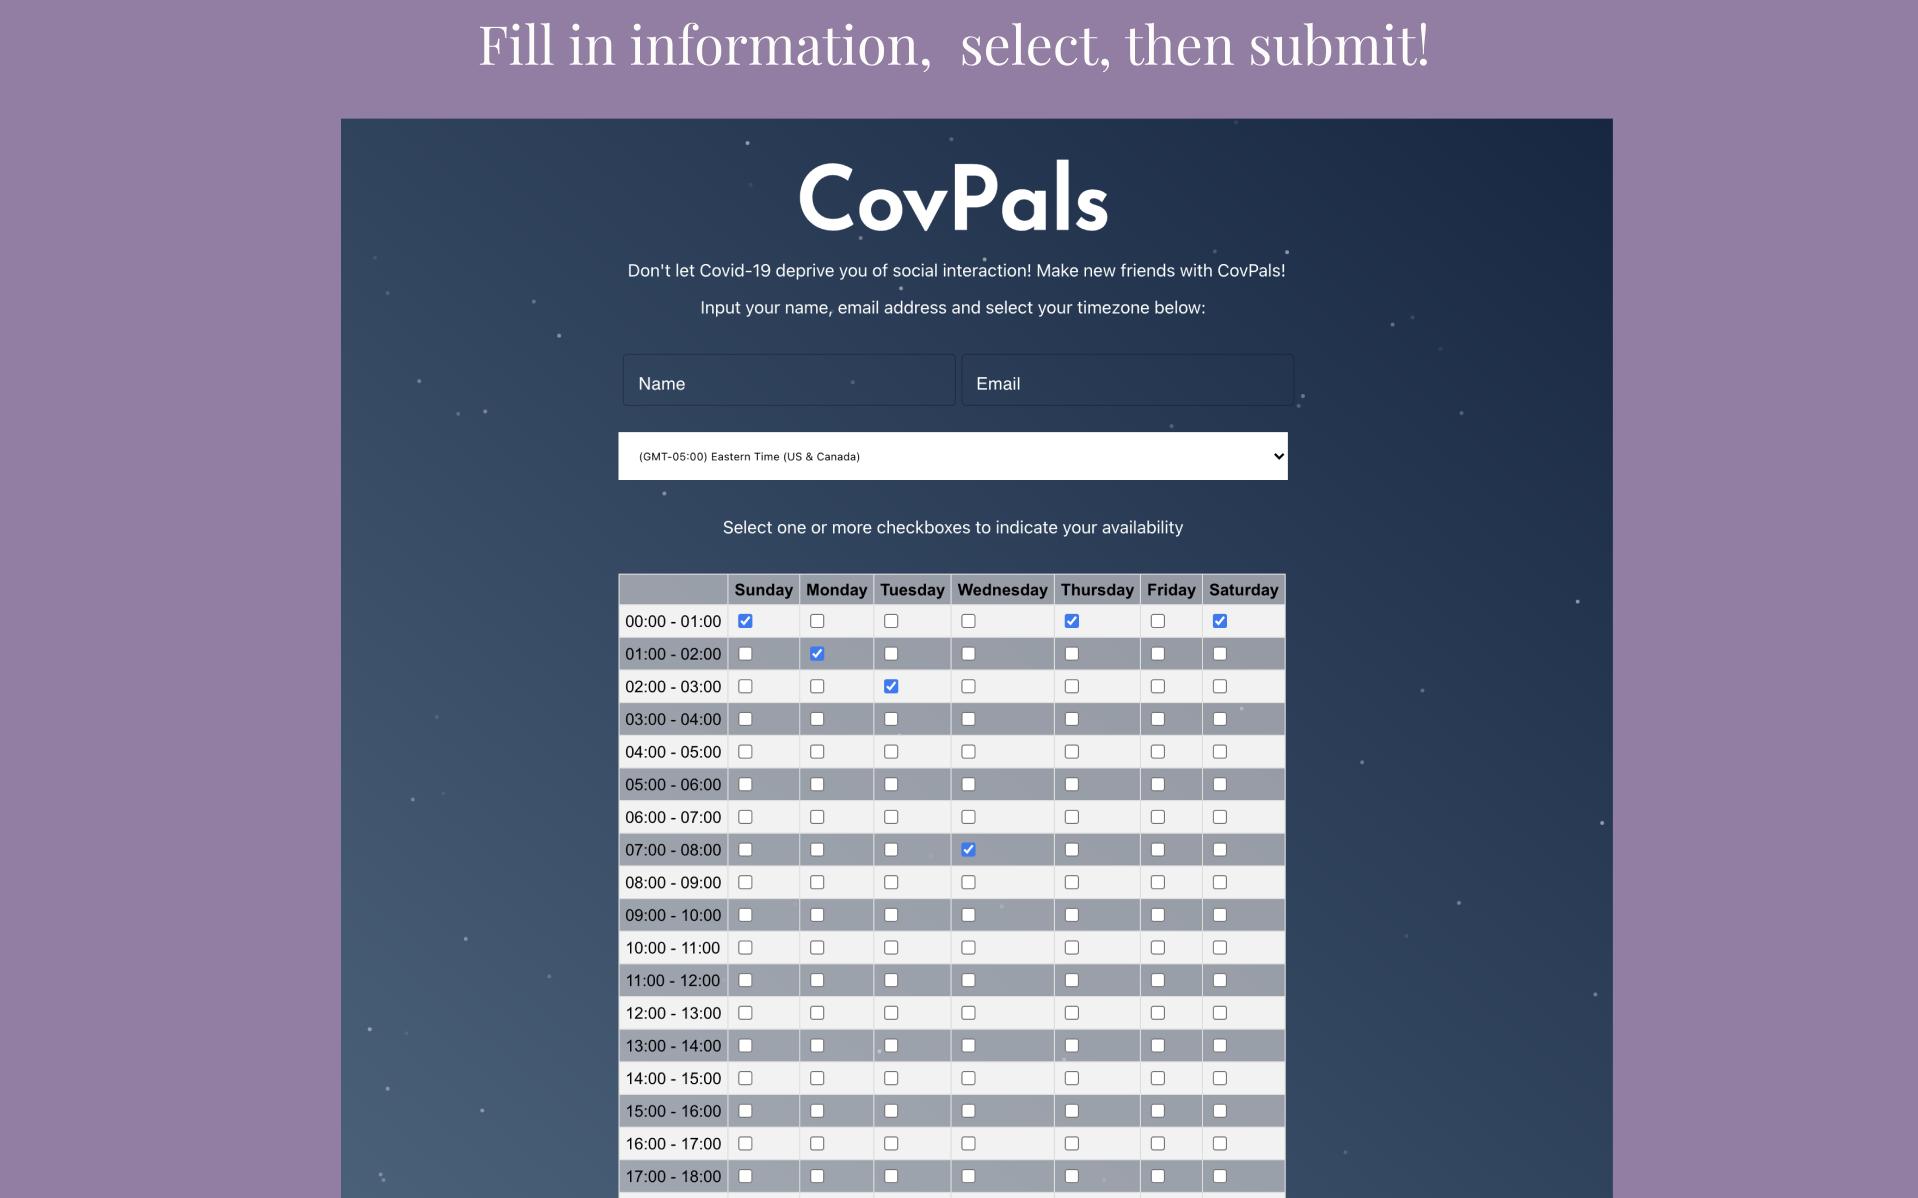 Fill in information, select, then submit!
CovPals
Don't let Covid-19 deprive you of social interaction! Make new friends with CovPals!
Input your name, email address and select your timezone below:
Name Email
(GMT-05:00) Eastern Time (US & Canada)
Select one or more checkboxes to indicate your availability
Sunday Monday Tuesday Wednesday Thursday Friday Saturday
00:00 - 01:00
01:00 - 02:00
02:00 - 03:00
03:00 - 04:00
04:00 - 05:00
05:00 - 06:00
06:00 - 07:00
07:00 - 08:00
08:00 - 09:00
09:00 - 10:00
10:00 - 11:00
11:00 - 12:00
12:00 - 13:00
13:00 - 14:00
14:00 - 15:00
15:00 - 16:00
16:00 - 17:00
17:00 - 18:00